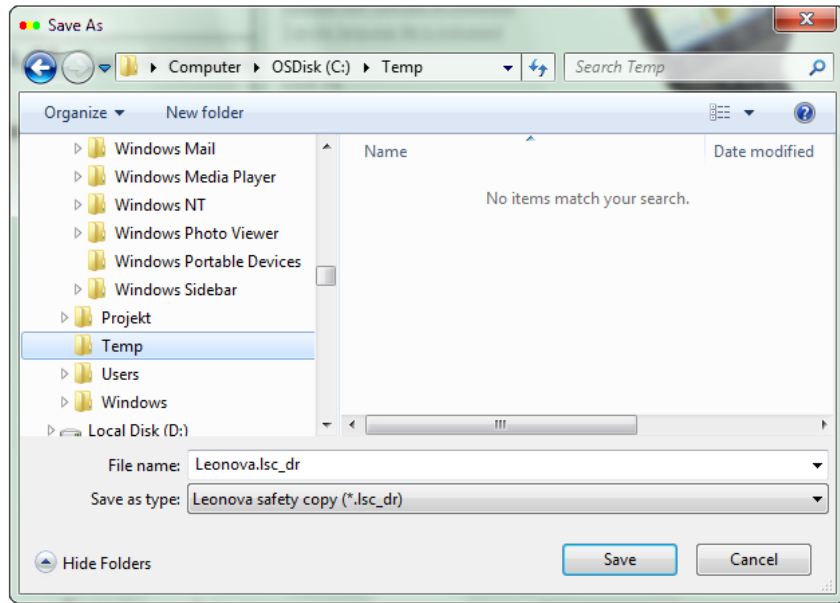 Save As
Computer OSDisk (C:) Temp
Search Temp
Organize New folder
Name Date modified
No items match your search.
Windows Mail
Windows Media Player
Windows NT
Windows Photo Viewer
Windows Portable Devices
Windows Sidebar
Projekt
Temp
Users
Windows
Local Disk (D:)
File name: Leonova.lsc_dr
Save as type: Leonova safety copy (*.lsc_dr)
Hide Folders
Save Cancel